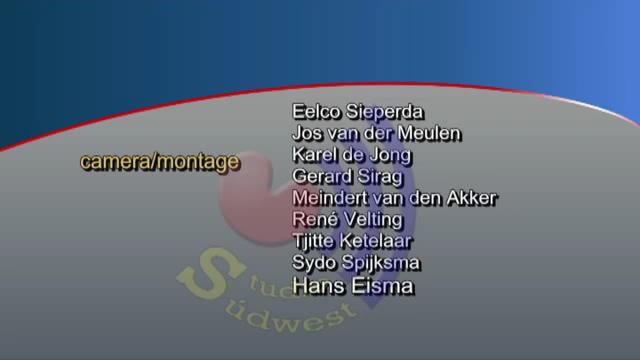 camera/montage
Eelco Sieperda
Jos van der Meulen
Karel de Jong
Gerard Sirag
Meindert van den Akker
René Velting
Tjitte Ketelaar
Sydo Spijksma
Hans Eisma
Studio
Súdwest